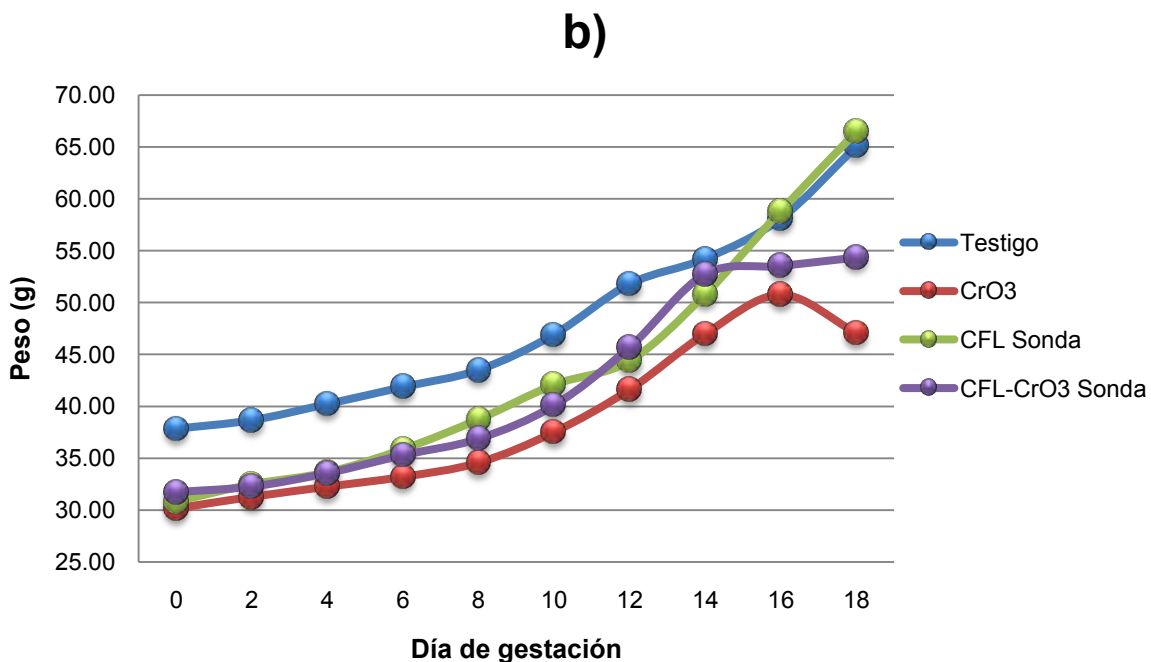 b)
Peso (g)
70.00
65.00
60.00
55.00
50.00
45.00
40.00
35.00
30.00
25.00
0 2 4 6 8 10 12 14 16 18
Día de gestación
Testigo
CrO3
CFL Sonda
CFL-CrO3 Sonda